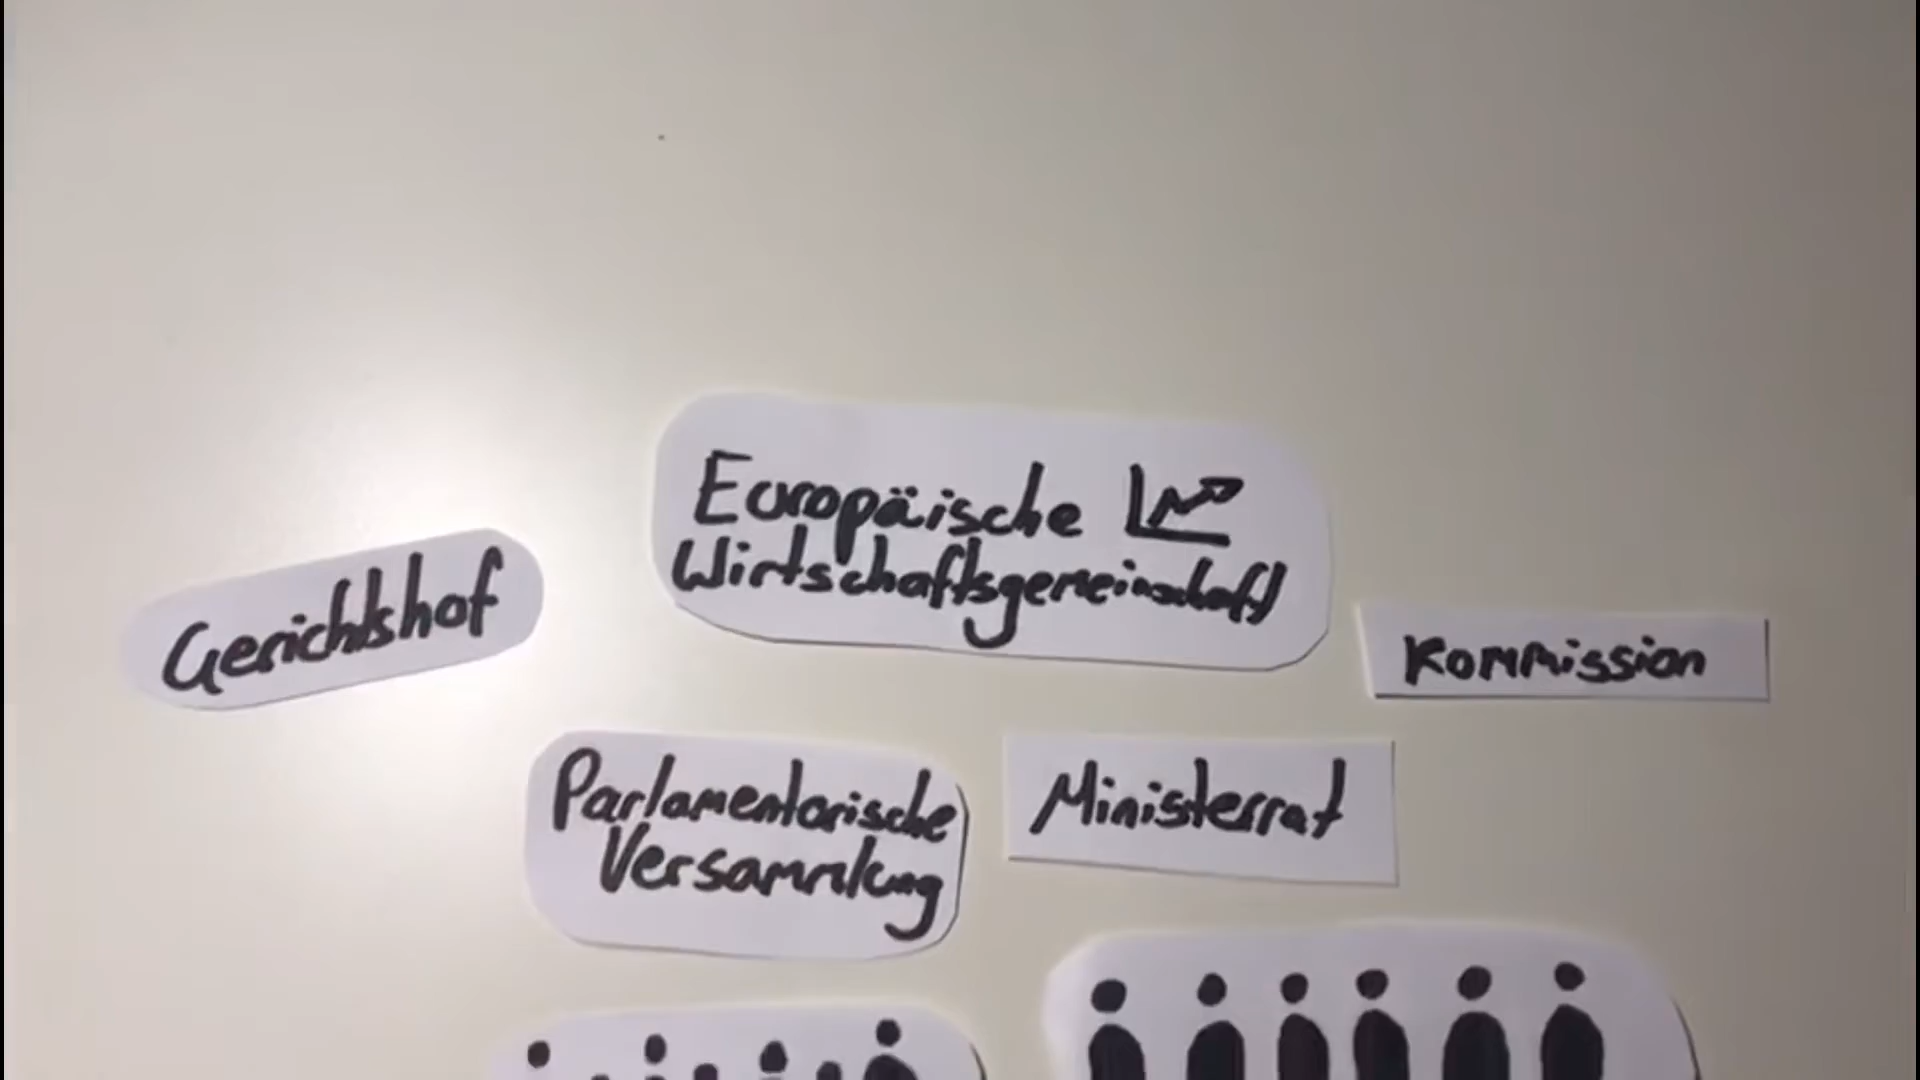 Europäische
Wirtschaftsgemeinschaft
Gerichtshof
Kommission
Parlamentarische
Versammlung
Ministerrat